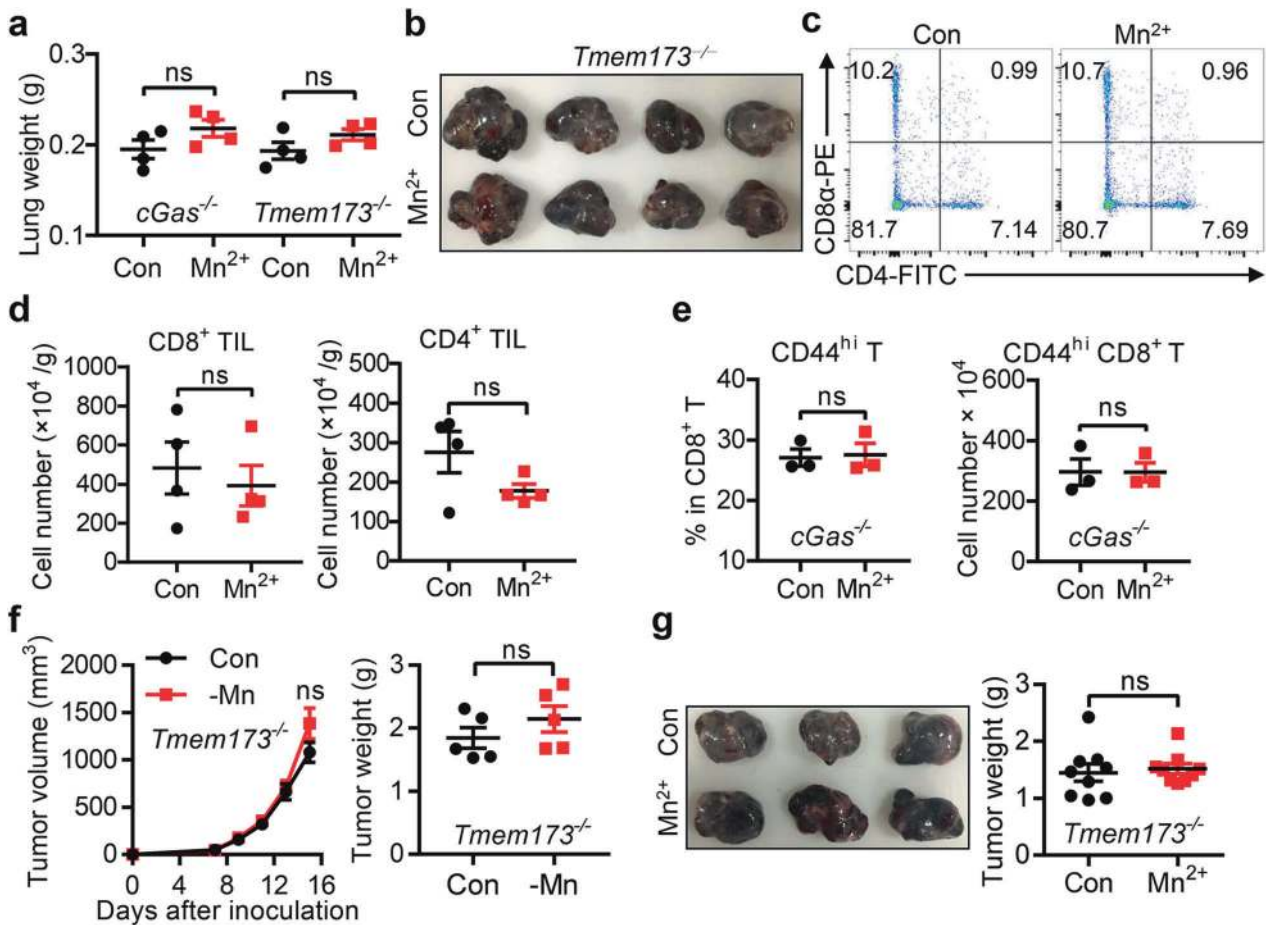 a
Lung weight (g)
0.3
0.2
0.1
ns
ns
cGas-/-
Tmem173-/-
Con
Mn2+
Con
Mn2+
b
Tmem173-/-
Con
Mn2+
c
Con
Mn2+
10.2
0.99
81.7
7.14
10.7
0.96
80.7
7.69
CD8α-PE
CD4-FITC
d
CD8+ TIL
Cell number (×10⁴ /g)
1000
800
600
400
200
0
ns
Con
Mn2+
CD4+ TIL
Cell number (×10⁴ /g)
500
400
300
200
100
0
ns
Con
Mn2+
e
CD44hi T
% in CD8+ T
40
30
20
10
ns
cGas-/-
Con
Mn2+
CD44hi CD8+ T
Cell number × 10⁴
600
400
200
0
ns
cGas-/-
Con
Mn2+
f
Tumor volume (mm³)
2000
1500
1000
500
0
Con
-Mn
Tmem173-/-
ns
0
4
8
12
16
Days after inoculation
Tumor weight (g)
3
2
1
0
ns
Tmem173-/-
Con
-Mn
g
Con
Mn2+
Tumor weight (g)
3
2
1
0
ns
Tmem173-/-
Con
Mn2+